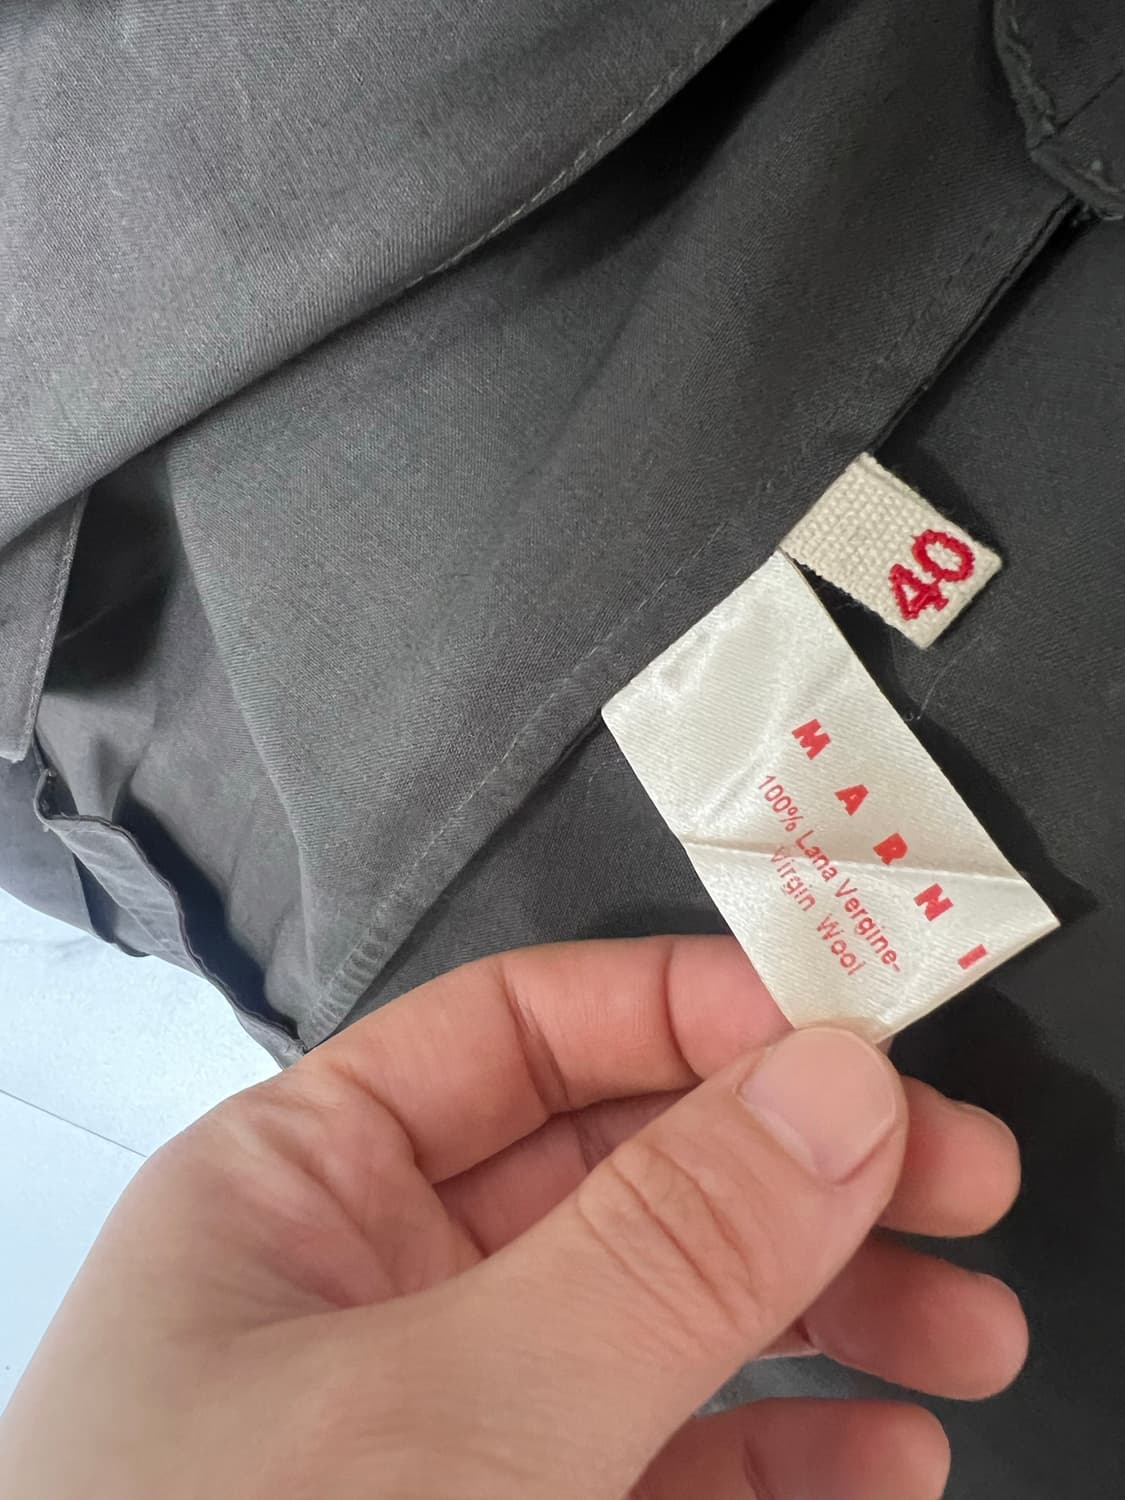 40
MARNI
100% Lana Vergine-
Virgin Wool